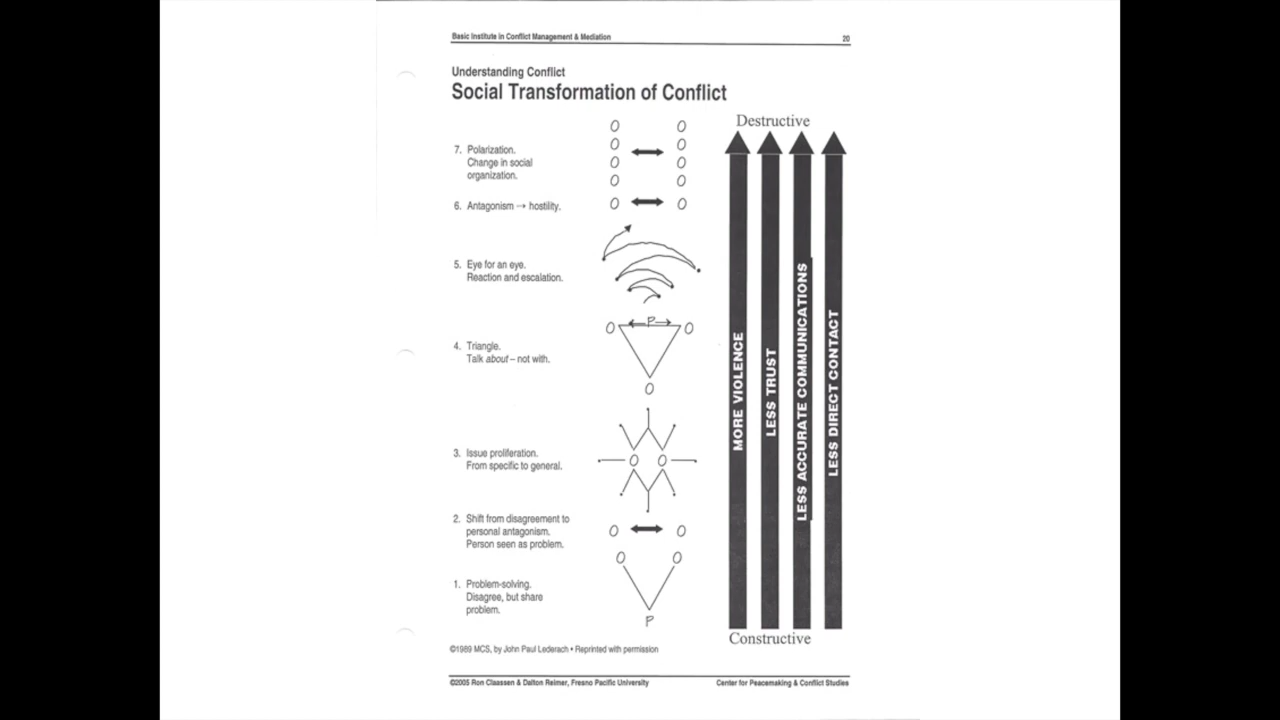 Basic Institute in Conflict Management & Mediation 20
Understanding Conflict
Social Transformation of Conflict
Destructive
7. Polarization.
Change in social
organization.
6. Antagonism → hostility.
5. Eye for an eye.
Reaction and escalation.
P
4. Triangle.
Talk about – not with.
3. Issue proliferation.
From specific to general.
2. Shift from disagreement to
personal antagonism.
Person seen as problem.
1. Problem-solving.
Disagree, but share
problem.
P
MORE VIOLENCE
LESS TRUST
LESS ACCURATE COMMUNICATIONS
LESS DIRECT CONTACT
Constructive
©1989 MCS, by John Paul Lederach • Reprinted with permission
©2005 Ron Claassen & Dalton Reimer, Fresno Pacific University Center for Peacemaking & Conflict Studies